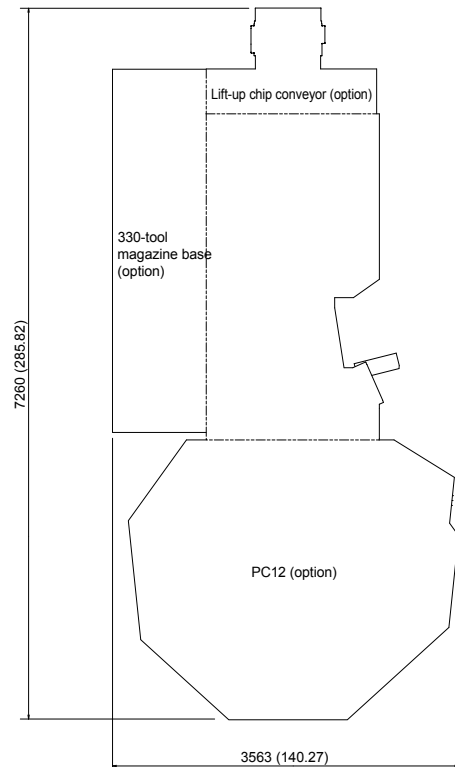 Lift-up chip conveyor (option)
330-tool
magazine base
(option)
7260 (285.82)
PC12 (option)
3563 (140.27)